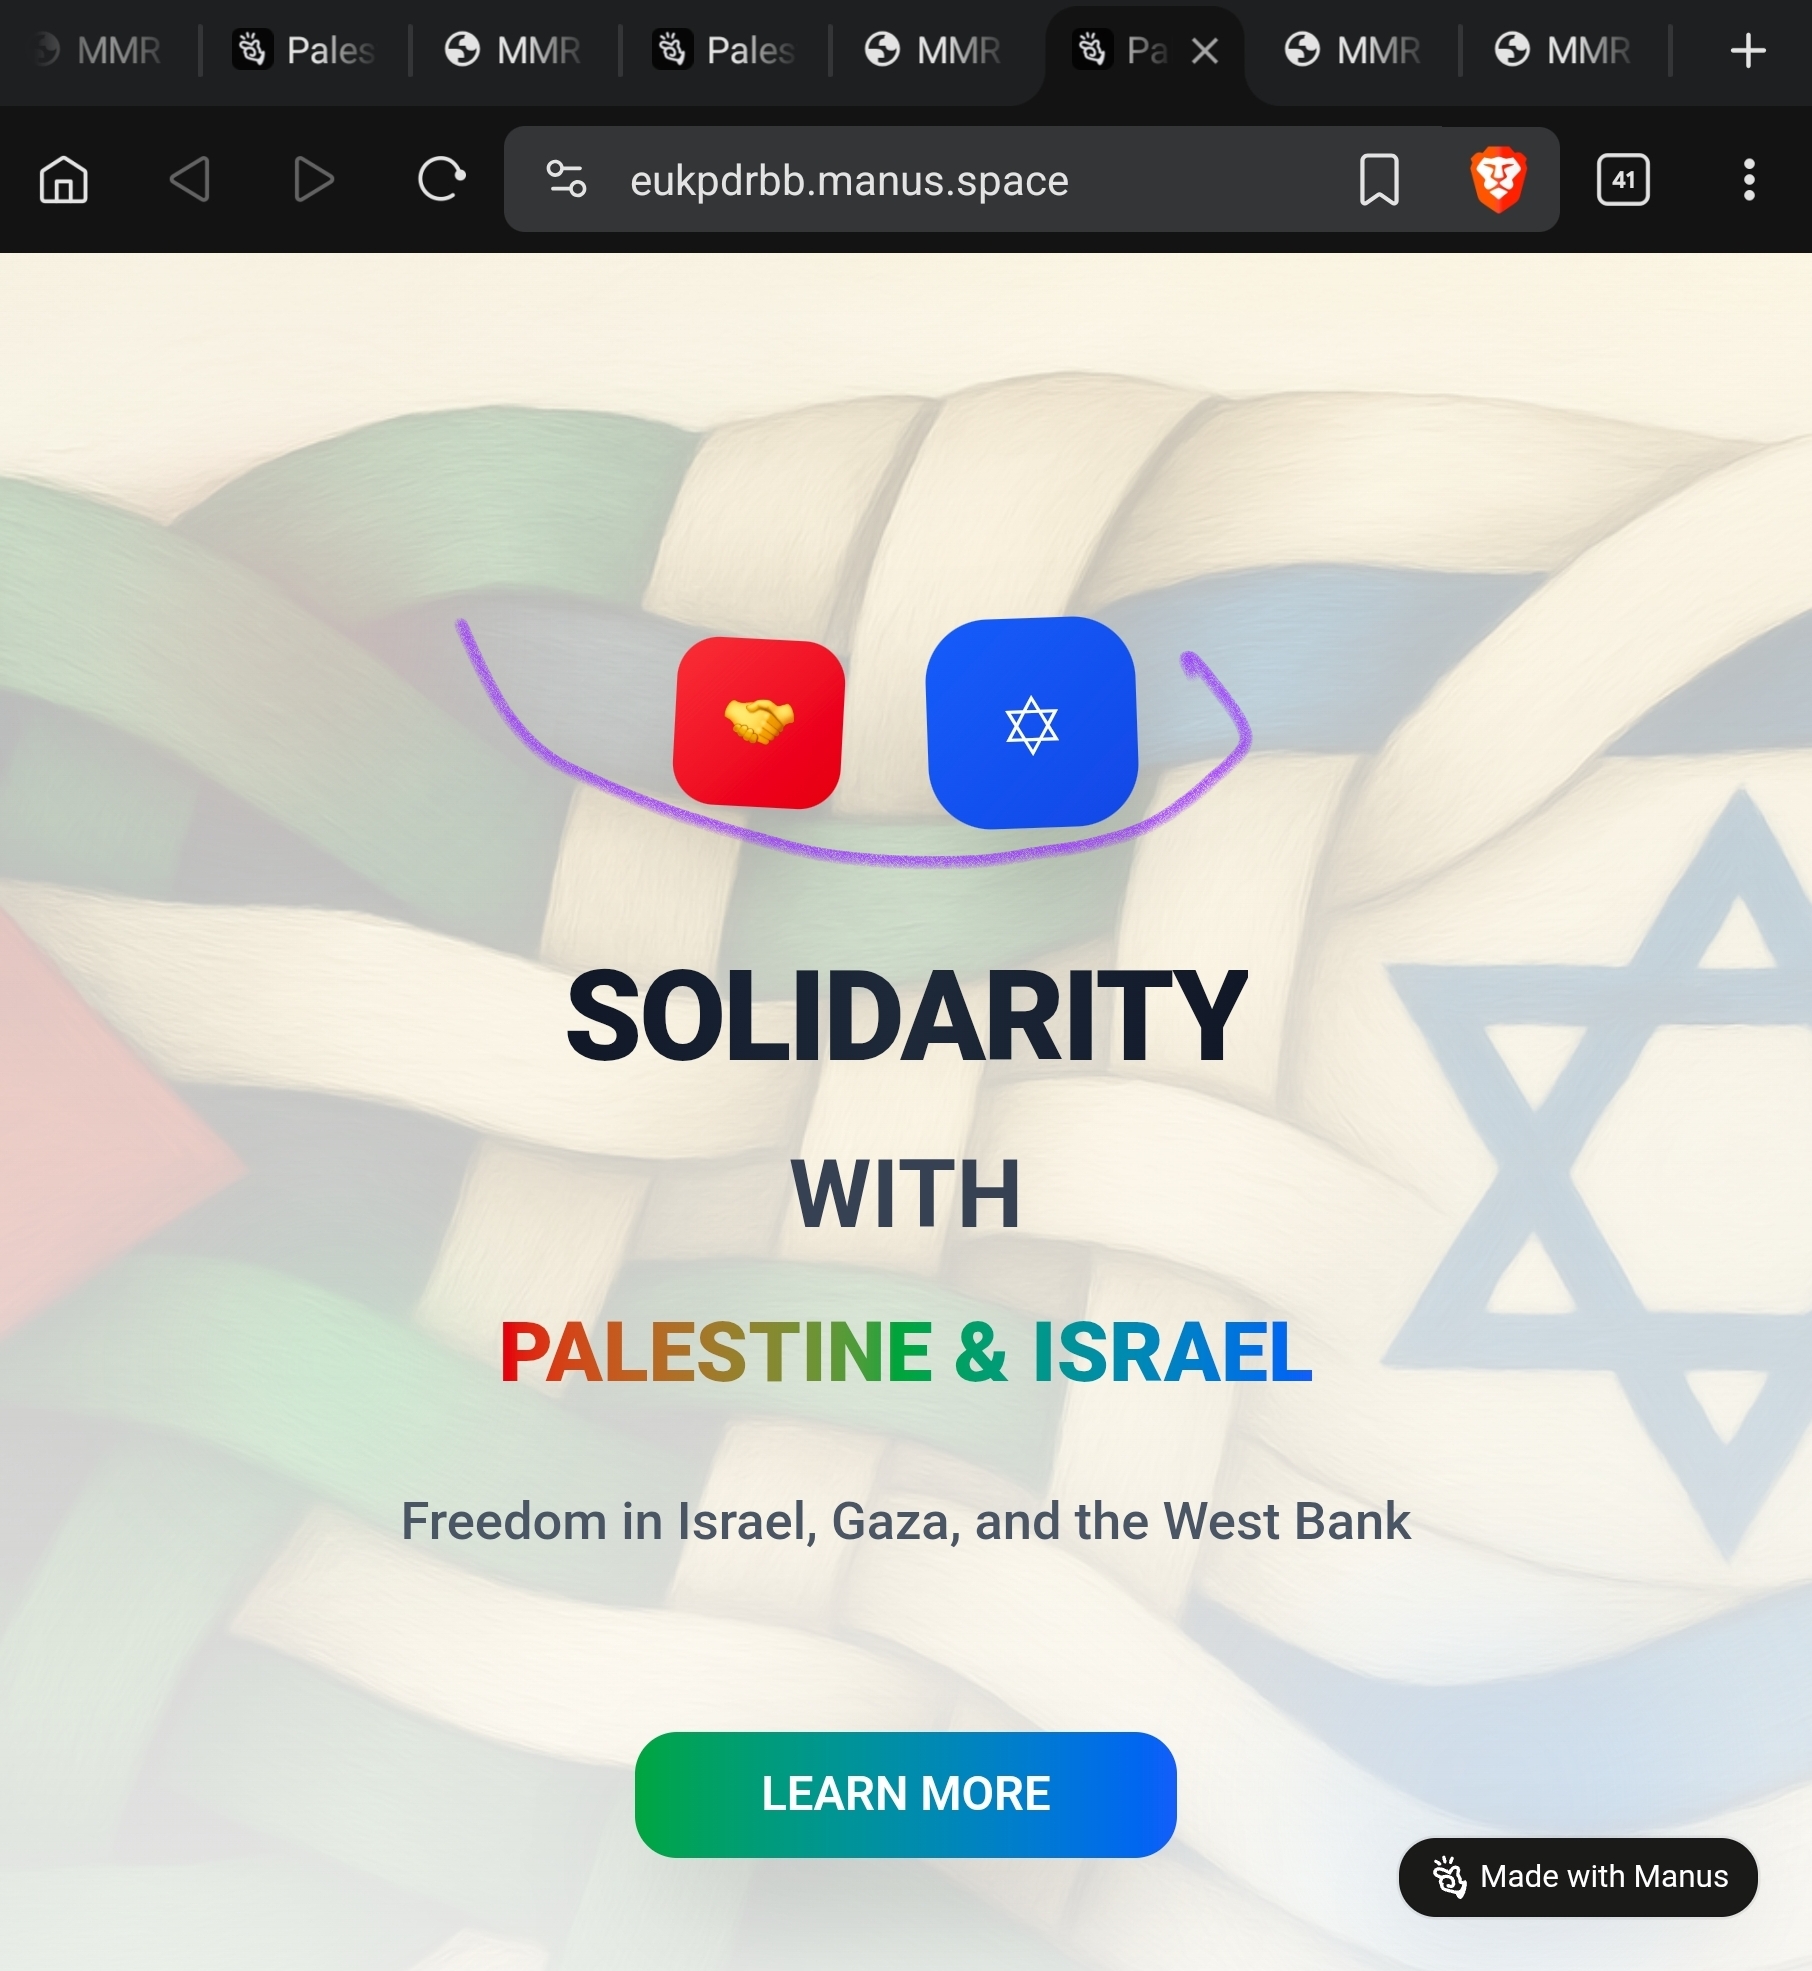 MMR
Pales
MMR
Pales
MMR
Pa
MMR
MMR
eukpdrbb.manus.space
41
SOLIDARITY
WITH
PALESTINE & ISRAEL
Freedom in Israel, Gaza, and the West Bank
LEARN MORE
Made with Manus